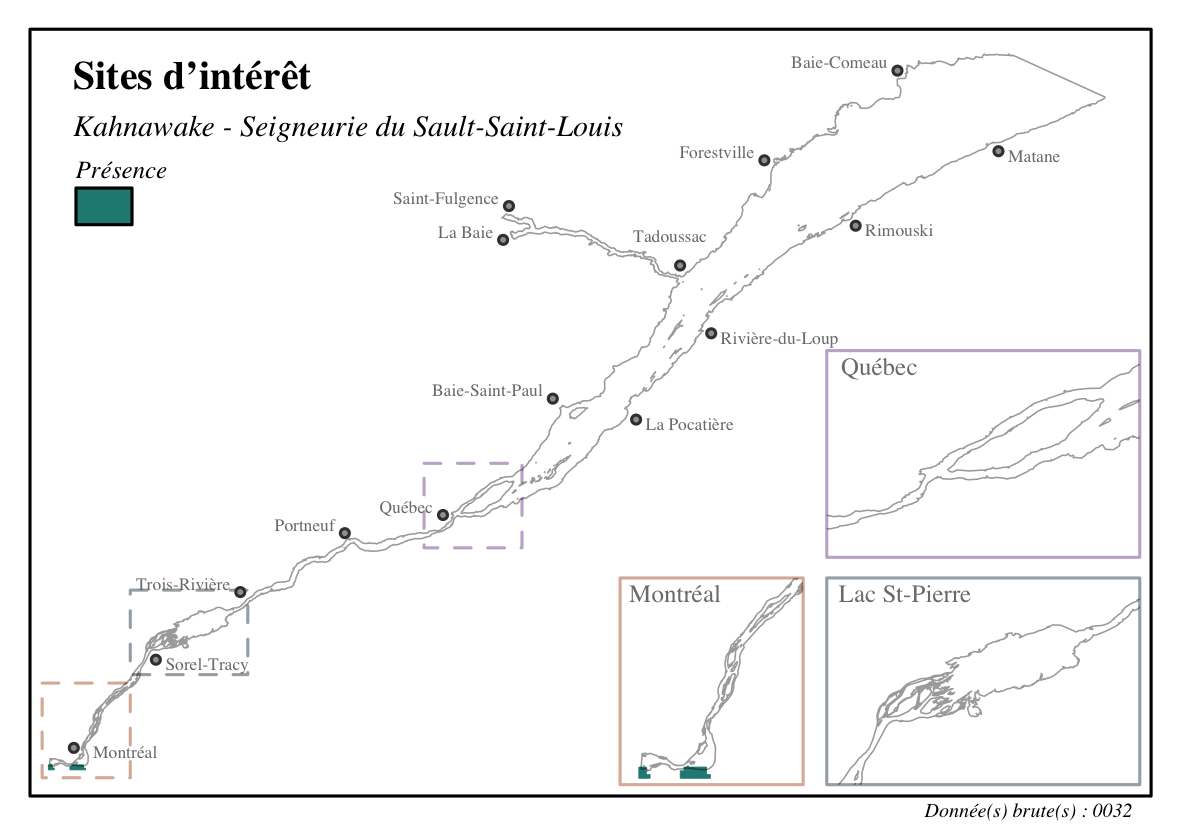 Sites d’intérêt
Kahnawake - Seigneurie du Sault-Saint-Louis
Présence
Baie-Comeau
Forestville
Matane
Saint-Fulgence
La Baie
Tadoussac
Rimouski
Rivière-du-Loup
Baie-Saint-Paul
La Pocatière
Québec
Québec
Portneuf
Trois-Rivière
Sorel-Tracy
Montréal
Montréal
Lac St-Pierre
Donnée(s) brute(s) : 0032